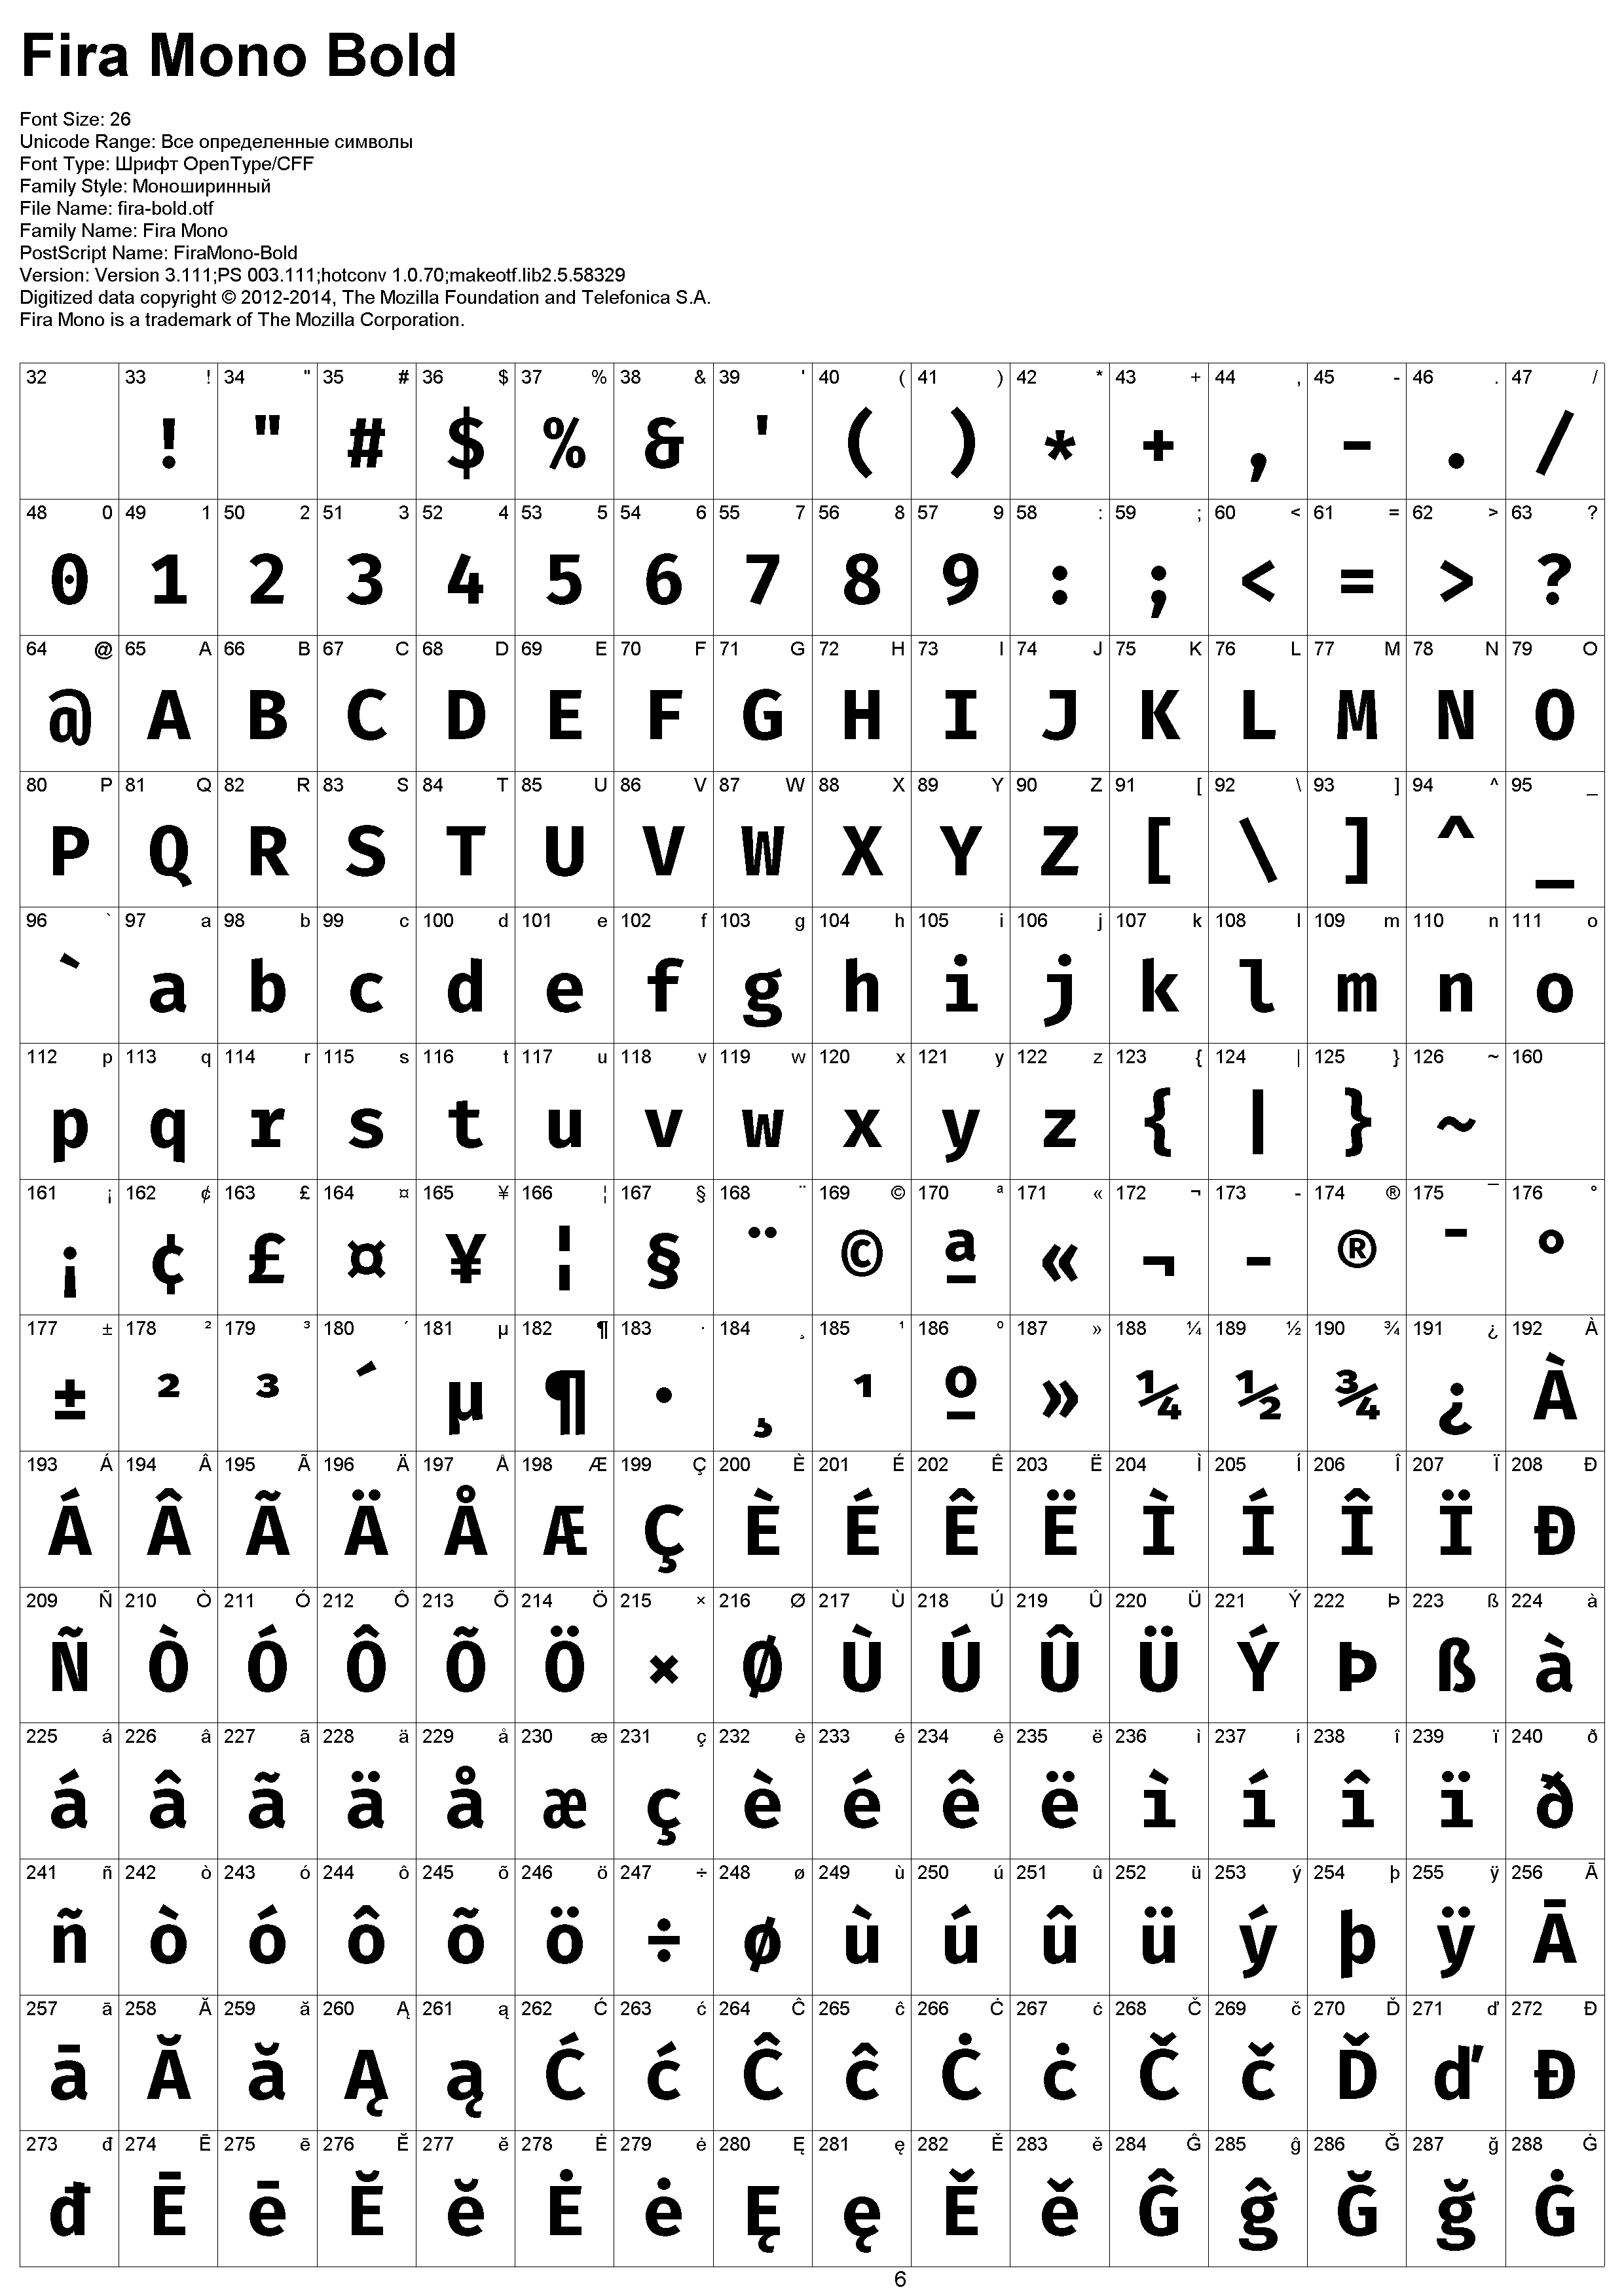 Fira Mono Bold
Font Size: 26
Unicode Range: Все определенные символы
Font Type: Шрифт OpenType/CFF
Family Style: Моноширинный
File Name: fira-bold.otf
Family Name: Fira Mono
PostScript Name: FiraMono-Bold
Version: Version 3.111;PS 003.111;hotconv 1.0.70;makeotf.lib2.5.58329
Digitized data copyright © 2012-2014, The Mozilla Foundation and Telefonica S.A.
Fira Mono is a trademark of The Mozilla Corporation.
32 33 ! 34 " 35 # 36 $ 37 % 38 & 39 ' 40 ( 41 ) 42 * 43 + 44 , 45 - 46 . 47 /
! " # $ % & ' ( ) * + , - . /
48 0 49 1 50 2 51 3 52 4 53 5 54 6 55 7 56 8 57 9 58 : 59 ; 60 < 61 = 62 > 63 ?
0 1 2 3 4 5 6 7 8 9 : ; < = > ?
64 @ 65 A 66 B 67 C 68 D 69 E 70 F 71 G 72 H 73 I 74 J 75 K 76 L 77 M 78 N 79 O
@ A B C D E F G H I J K L M N O
80 P 81 Q 82 R 83 S 84 T 85 U 86 V 87 W 88 X 89 Y 90 Z 91 [ 92 \ 93 ] 94 ^ 95 _
P Q R S T U V W X Y Z [ \ ] ^ _
96 ` 97 a 98 b 99 c 100 d 101 e 102 f 103 g 104 h 105 i 106 j 107 k 108 l 109 m 110 n 111 o
` a b c d e f g h i j k l m n o
112 p 113 q 114 r 115 s 116 t 117 u 118 v 119 w 120 x 121 y 122 z 123 { 124 | 125 } 126 ~ 160
p q r s t u v w x y z { | } ~
161 ¡ 162 ¢ 163 £ 164 ¤ 165 ¥ 166 ¦ 167 § 168 ¨ 169 © 170 ª 171 « 172 ¬ 173 - 174 ® 175 ¯ 176 °
¡ ¢ £ ¤ ¥ ¦ § ¨ © ª « ¬ - ® ¯ °
177 ± 178 ² 179 ³ 180 ´ 181 µ 182 ¶ 183 · 184 ¸ 185 ¹ 186 º 187 » 188 ¼ 189 ½ 190 ¾ 191 ¿ 192 À
± ² ³ ´ µ ¶ · ¸ ¹ º » ¼ ½ ¾ ¿ À
193 Á 194 Â 195 Ã 196 Ä 197 Å 198 Æ 199 Ç 200 È 201 É 202 Ê 203 Ë 204 Ì 205 Í 206 Î 207 Ï 208 Ð
Á Â Ã Ä Å Æ Ç È É Ê Ë Ì Í Î Ï Ð
209 Ñ 210 Ò 211 Ó 212 Ô 213 Õ 214 Ö 215 × 216 Ø 217 Ù 218 Ú 219 Û 220 Ü 221 Ý 222 Þ 223 ß 224 à
Ñ Ò Ó Ô Õ Ö × Ø Ù Ú Û Ü Ý Þ ß à
225 á 226 â 227 ã 228 ä 229 å 230 æ 231 ç 232 è 233 é 234 ê 235 ë 236 ì 237 í 238 î 239 ï 240 ð
á â ã ä å æ ç è é ê ë ì í î ï ð
241 ñ 242 ò 243 ó 244 ô 245 õ 246 ö 247 ÷ 248 ø 249 ù 250 ú 251 û 252 ü 253 ý 254 þ 255 ÿ 256 Ā
ñ ò ó ô õ ö ÷ ø ù ú û ü ý þ ÿ Ā
257 ā 258 Ă 259 ă 260 Ą 261 ą 262 Ć 263 ć 264 Ĉ 265 ĉ 266 Ċ 267 ċ 268 Č 269 č 270 Ď 271 ď 272 Đ
ā Ă ă Ą ą Ć ć Ĉ ĉ Ċ ċ Č č Ď ď Đ
273 đ 274 Ē 275 ē 276 Ĕ 277 ĕ 278 Ė 279 ė 280 Ę 281 ę 282 Ě 283 ě 284 Ĝ 285 ĝ 286 Ğ 287 ğ 288 Ġ
đ Ē ē Ĕ ĕ Ė ė Ę ę Ě ě Ĝ ĝ Ğ ğ Ġ
6